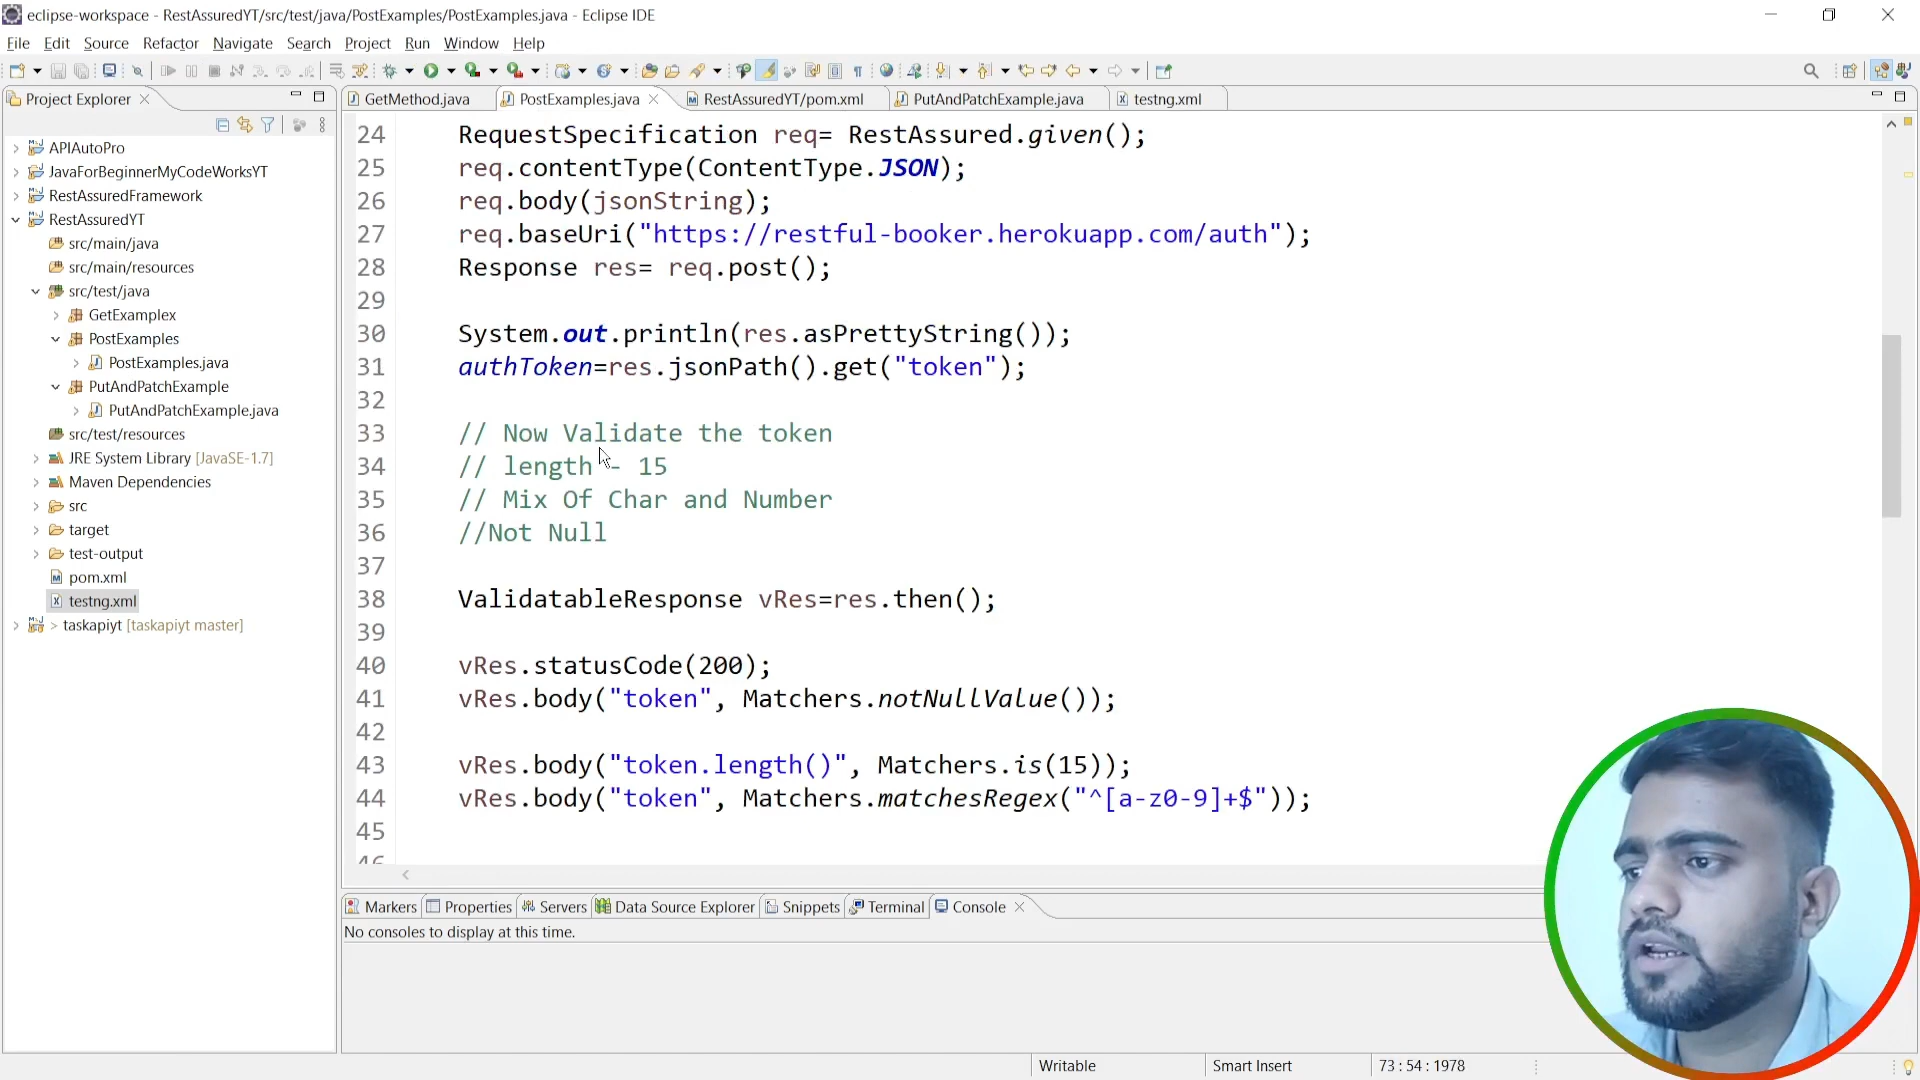 eclipse-workspace - RestAssuredYT/src/test/java/PostExamples/PostExamples.java - Eclipse IDE
File Edit Source Refactor Navigate Search Project Run Window Help
Project Explorer
GetMethod.java PostExamples.java RestAssuredYT/pom.xml PutAndPatchExample.java testng.xml
APIAutoPro
JavaForBeginnerMyCodeWorksYT
RestAssuredFramework
RestAssuredYT
src/main/java
src/main/resources
src/test/java
GetExamplex
PostExamples
PostExamples.java
PutAndPatchExample
PutAndPatchExample.java
src/test/resources
JRE System Library [JavaSE-1.7]
Maven Dependencies
src
target
test-output
pom.xml
testng.xml
> taskapiyt [taskapiyt master]
24 RequestSpecification req= RestAssured.given();
25 req.contentType(ContentType.JSON);
26 req.body(jsonString);
27 req.baseUri("https://restful-booker.herokuapp.com/auth");
28 Response res= req.post();
29
30 System.out.println(res.asPrettyString());
31 authToken=res.jsonPath().get("token");
32
33 // Now Validate the token
34 // length - 15
35 // Mix Of Char and Number
36 //Not Null
37
38 ValidatableResponse vRes=res.then();
39
40 vRes.statusCode(200);
41 vRes.body("token", Matchers.notNullValue());
42
43 vRes.body("token.length()", Matchers.is(15));
44 vRes.body("token", Matchers.matchesRegex("^[a-z0-9]+$"));
45
46
Markers Properties Servers Data Source Explorer Snippets Terminal Console
No consoles to display at this time.
Writable Smart Insert 73 : 54 : 1978